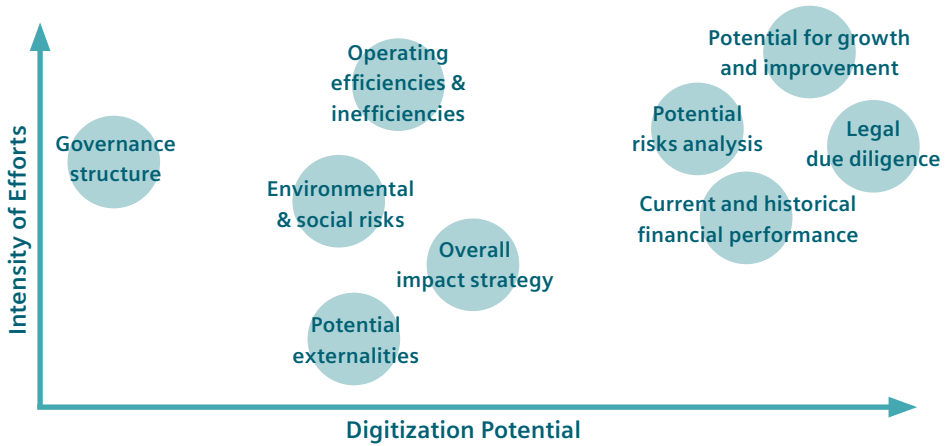 Potential for growth
and improvement
Operating
efficiencies &
inefficiencies
Potential
risks analysis
Legal
due diligence
Governance
structure
Environmental
& social risks
Current and historical
financial performance
Overall
impact strategy
Potential
externalities
Intensity of Efforts
Digitization Potential